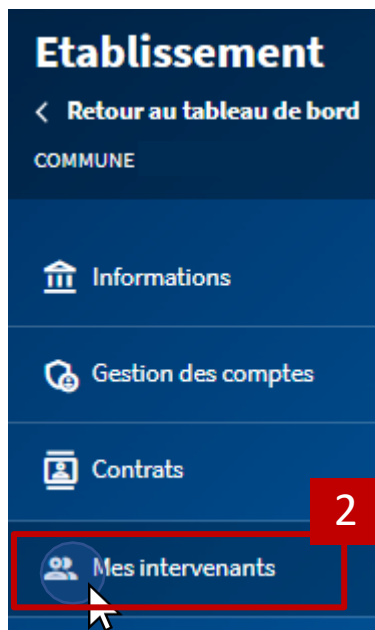 Etablissement
< Retour au tableau de bord
COMMUNE
Informations
Gestion des comptes
Contrats
2
Mes intervenants